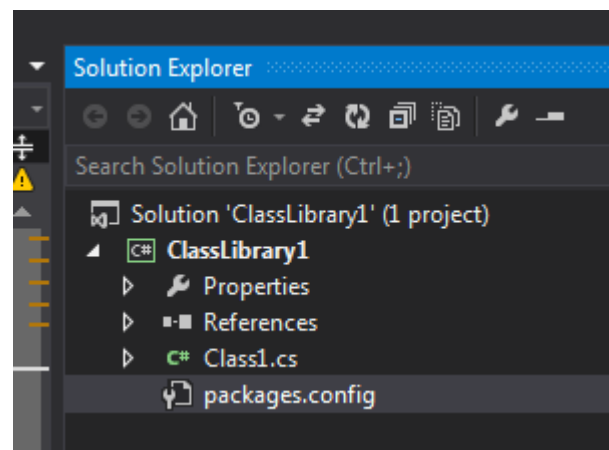 Solution Explorer
Search Solution Explorer (Ctrl+;)
Solution 'ClassLibrary1' (1 project)
C# ClassLibrary1
Properties
References
C# Class1.cs
packages.config